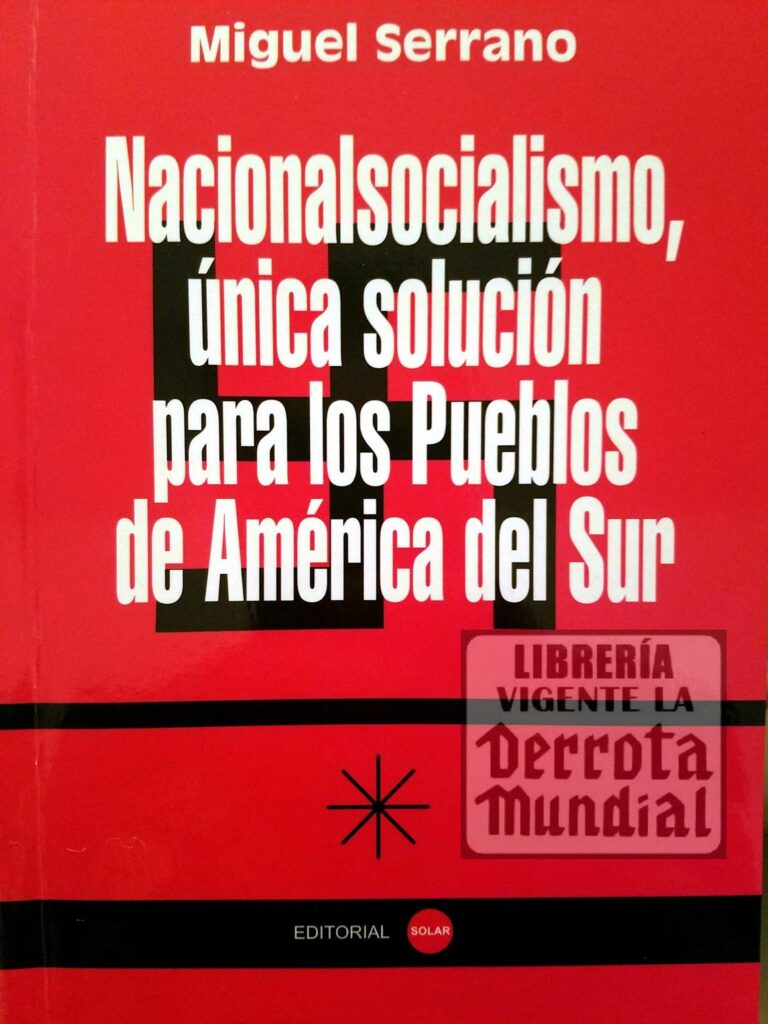 Miguel Serrano
Nacionalsocialismo,
única solución
para los Pueblos
de América del Sur
LIBRERÍA
VIGENTE LA
Derrota
Mundial
EDITORIAL SOLAR